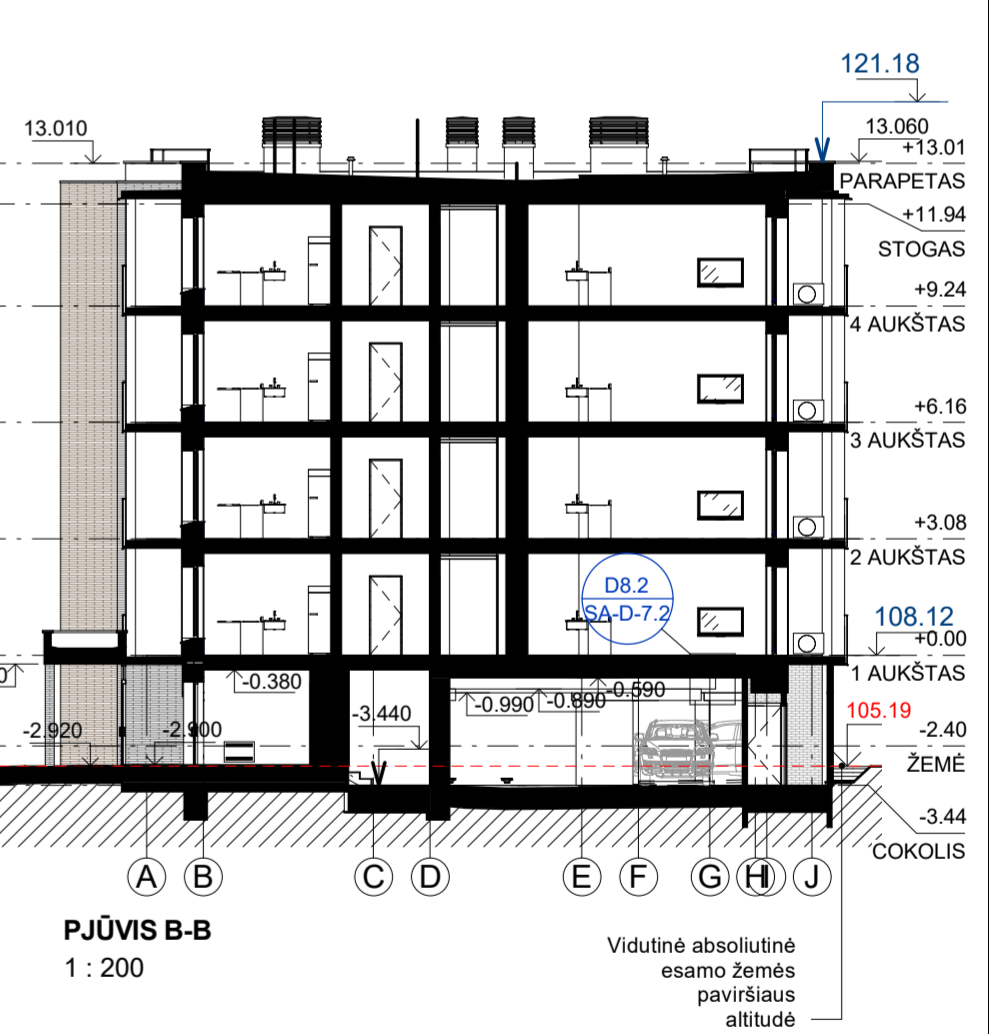 121.18
13.010
13.060
+13.01
PARAPETAS
+11.94
STOGAS
+9.24
4 AUKŠTAS
+6.16
3 AUKŠTAS
+3.08
2 AUKŠTAS
D8.2
SA-D-7.2
108.12
+0.00
1 AUKŠTAS
0
-0.380
-0.590
-0.890
-0.990
-3.440
105.19
-2.920
-2.900
-2.40
ŽEMĖ
-3.44
COKOLIS
A B C D E F G H I J
PJŪVIS B-B
1 : 200
Vidutinė absoliutinė
esamo žemės
paviršiaus
altitudė